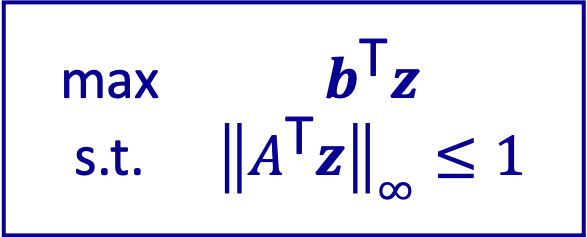 max 𝒃ᵀ𝒛
s.t. ‖𝐴ᵀ𝒛‖∞ ≤ 1